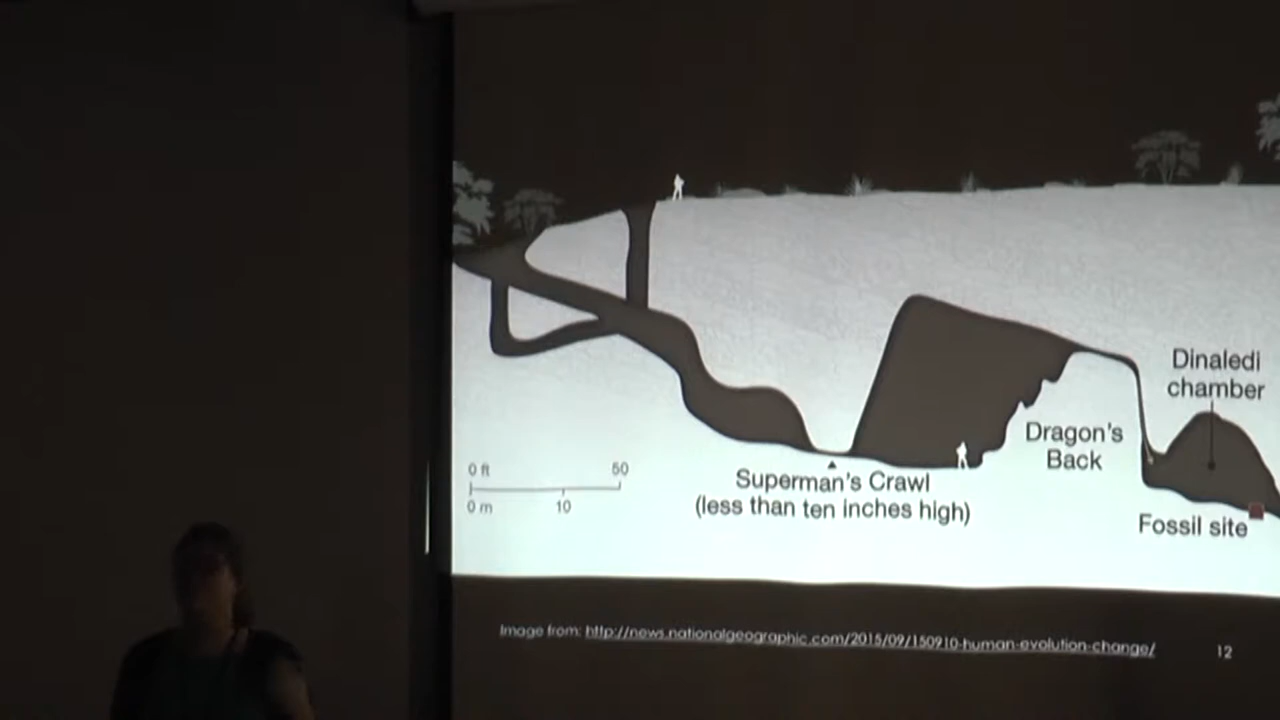 Dinaledi
chamber
Dragon's
Back
0 ft 50
0 m 10
Superman's Crawl
(less than ten inches high)
Fossil site
Image from: http://news.nationalgeographic.com/2015/09/150910-human-evolution-change/
12